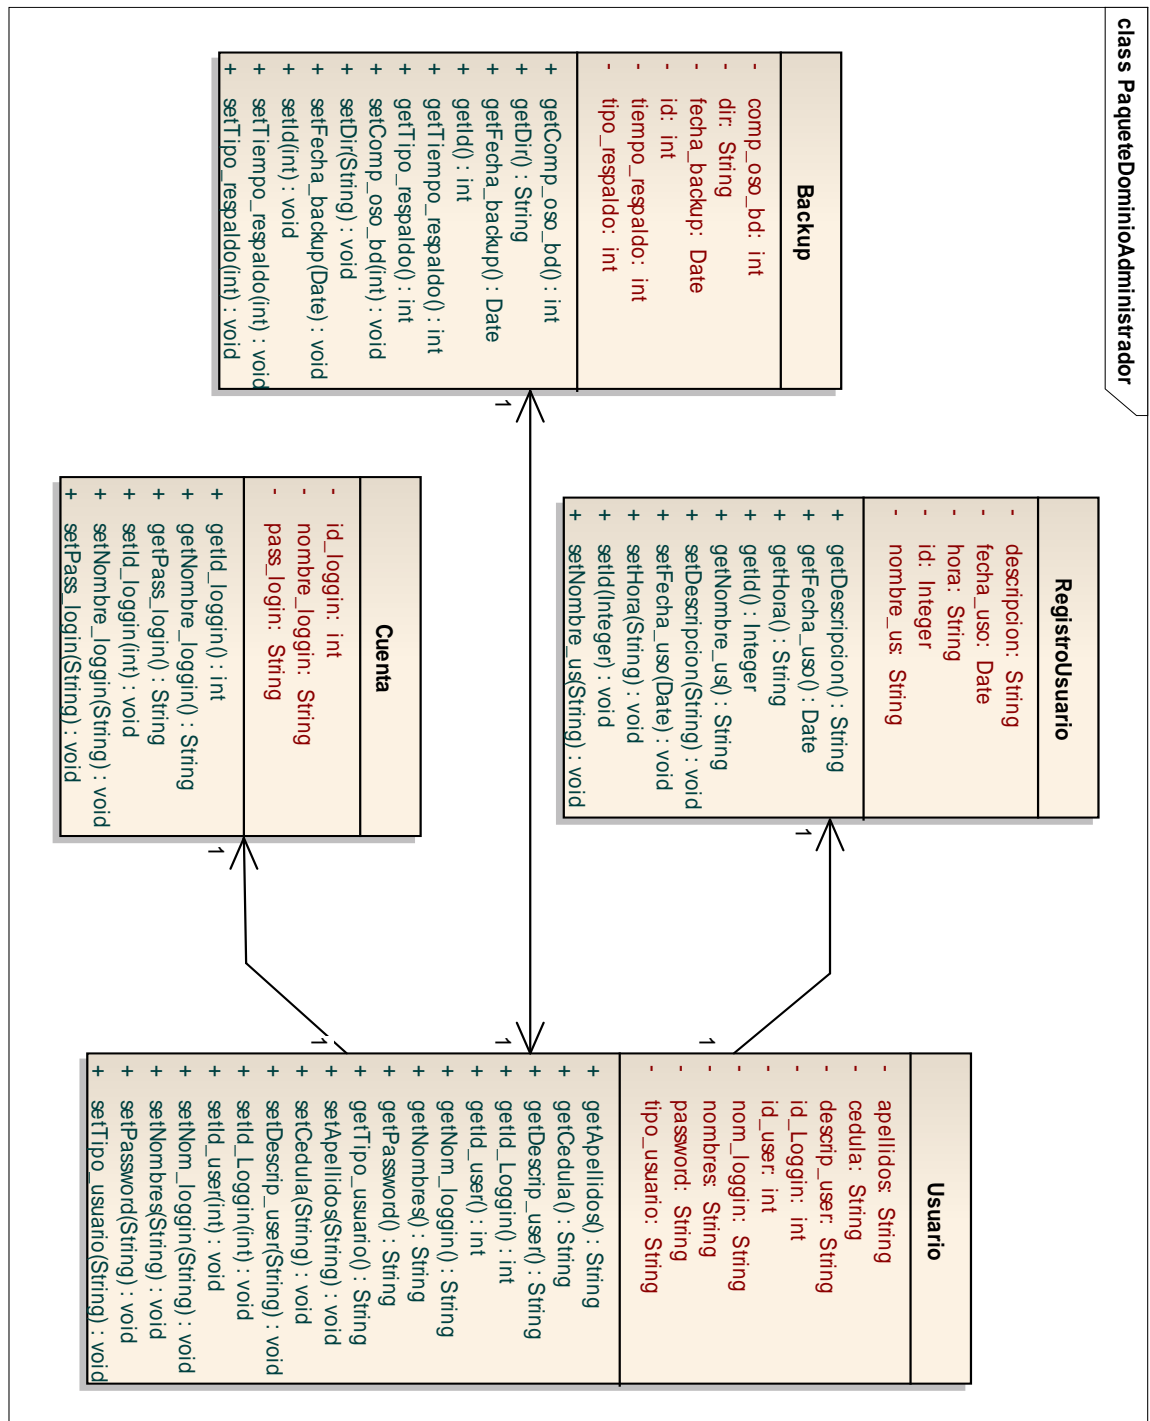 class PaqueteDominioAdministrador
Backup
- comp_oso_bd: int
- dir: String
- fecha_backup: Date
- id: int
- tiempo_respaldo: int
- tipo_respaldo: int
+ getComp_oso_bd() : int
+ getDir() : String
+ getFecha_backup() : Date
+ getId() : int
+ getTiempo_respaldo() : int
+ getTipo_respaldo() : int
+ setComp_oso_bd(int) : void
+ setDir(String) : void
+ setFecha_backup(Date) : void
+ setId(int) : void
+ setTiempo_respaldo(int) : void
+ setTipo_respaldo(int) : void
1
RegistroUsuario
- descripcion: String
- fecha_uso: Date
- hora: String
- id: Integer
- nombre_us: String
+ getDescripcion() : String
+ getFecha_uso() : Date
+ getHora() : String
+ getId() : Integer
+ getNombre_us() : String
+ setDescripcion(String) : void
+ setFecha_uso(Date) : void
+ setHora(String) : void
+ setId(Integer) : void
+ setNombre_us(String) : void
1
Cuenta
- id_loggin: int
- nombre_loggin: String
- pass_login: String
+ getId_loggin() : int
+ getNombre_loggin() : String
+ getPass_login() : String
+ setId_loggin(int) : void
+ setNombre_loggin(String) : void
+ setPass_login(String) : void
1
1
1
1
Usuario
- apellidos: String
- cedula: String
- descrip_user: String
- id_Loggin: int
- id_user: int
- nom_loggin: String
- nombres: String
- password: String
- tipo_usuario: String
+ getApellidos() : String
+ getCedula() : String
+ getDescrip_user() : String
+ getId_Loggin() : int
+ getId_user() : int
+ getNom_loggin() : String
+ getNombres() : String
+ getPassword() : String
+ getTipo_usuario() : String
+ setApellidos(String) : void
+ setCedula(String) : void
+ setDescrip_user(String) : void
+ setId_Loggin(int) : void
+ setId_user(int) : void
+ setNom_loggin(String) : void
+ setNombres(String) : void
+ setPassword(String) : void
+ setTipo_usuario(String) : void